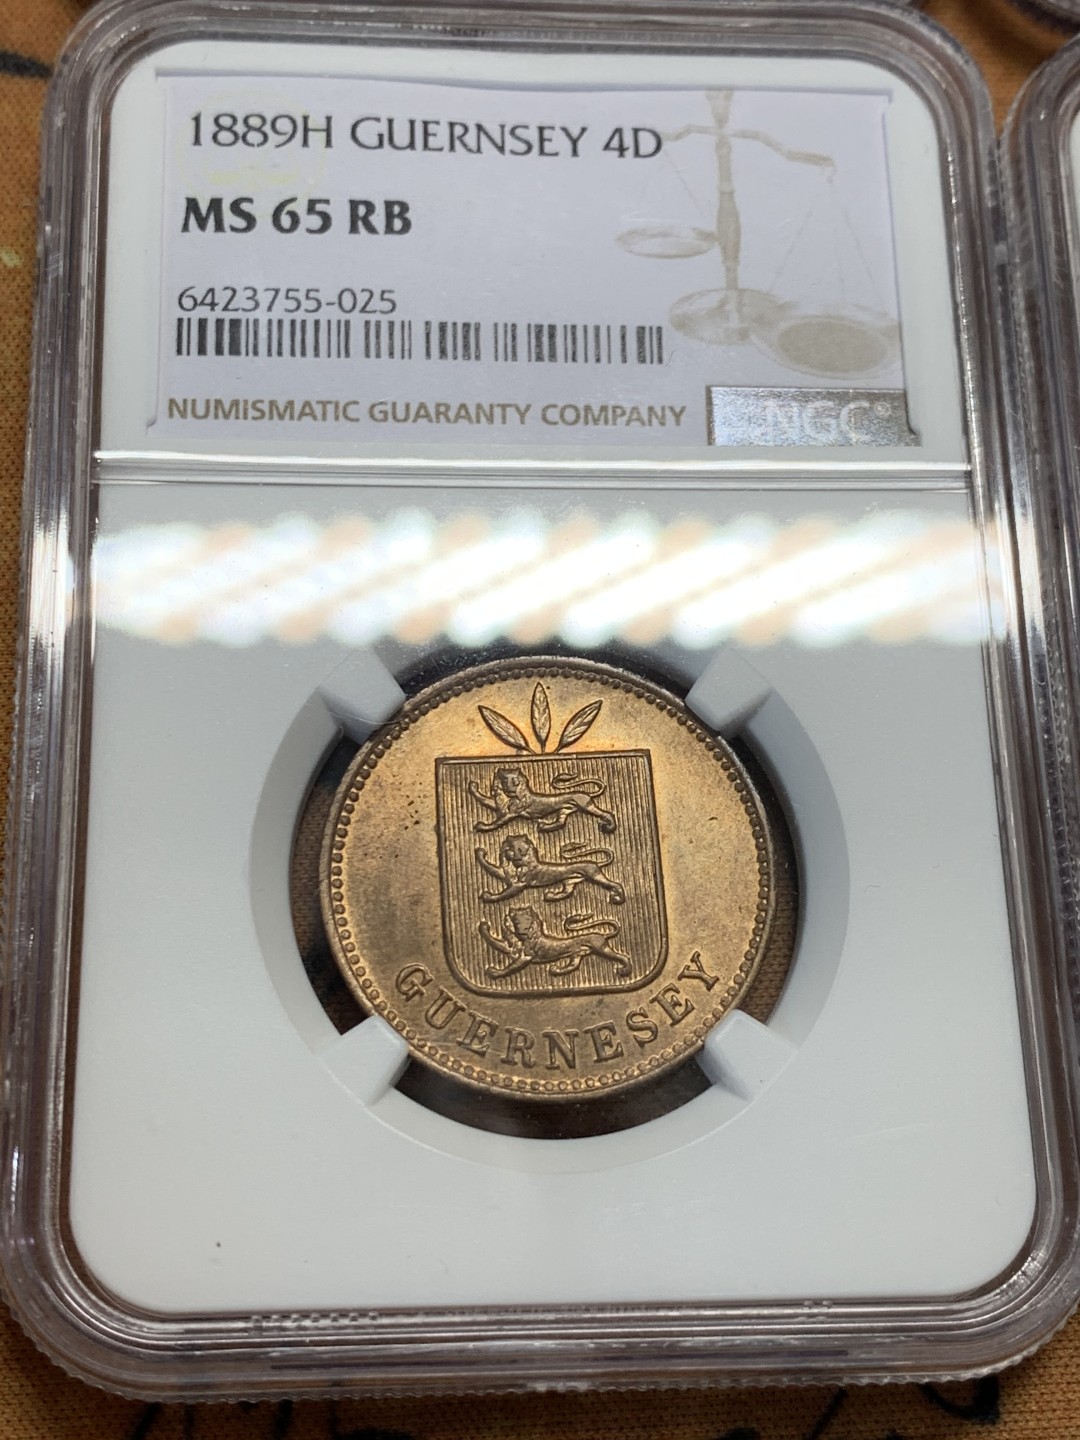 1889H GUERNSEY 4D
MS 65 RB
6423755-025
NUMISMATIC GUARANTY COMPANY
NGC®
GUERNESEY